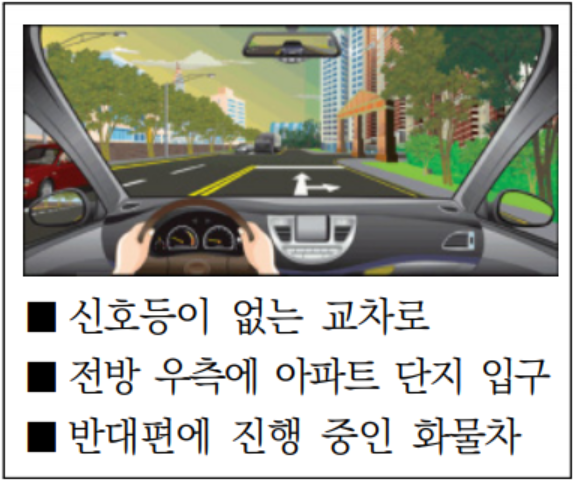 ■ 신호등이 없는 교차로
■ 전방 우측에 아파트 단지 입구
■ 반대편에 진행 중인 화물차